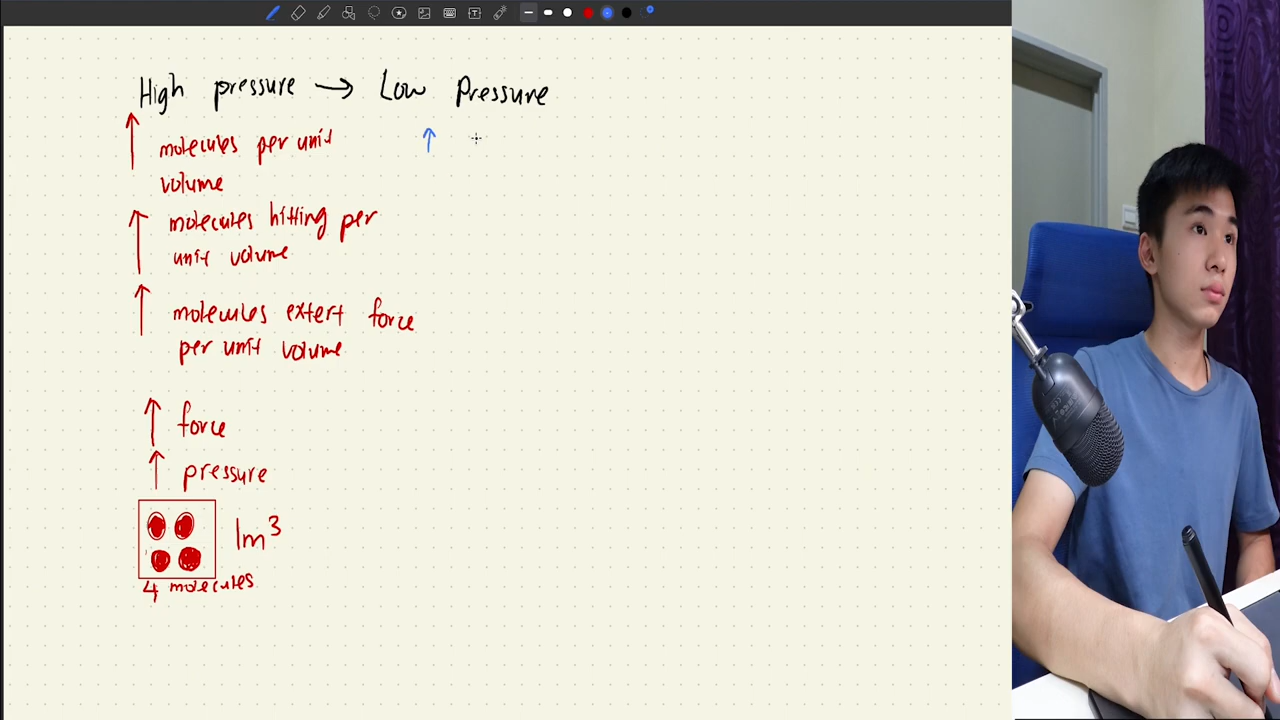 High pressure → Low Pressure
↑ molecules per unit
volume
↑
↑ molecules hitting per
unit volume
↑ molecules extert force
per unit volume
↑ force
↑ pressure
1m³
4 molecules